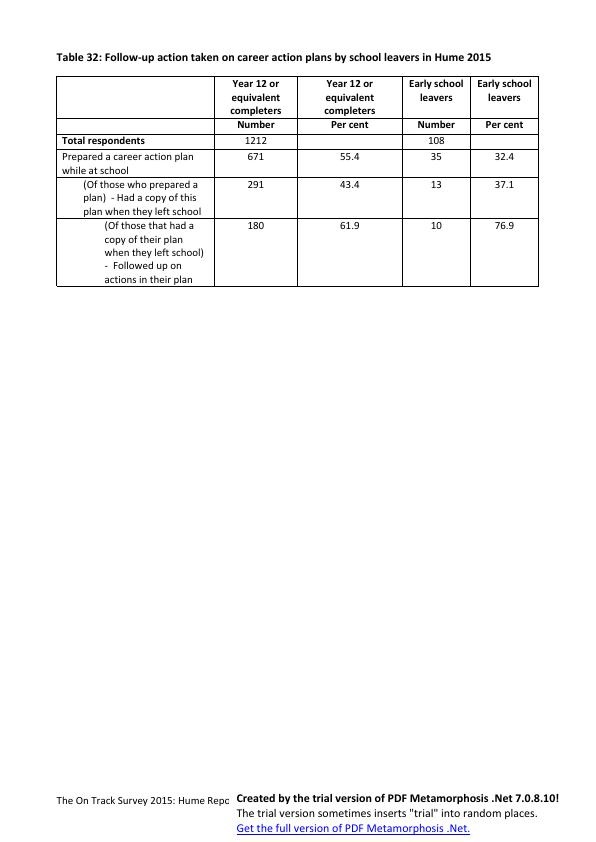 Table 32: Follow-up action taken on career action plans by school leavers in Hume 2015
Year 12 or equivalent completers Year 12 or equivalent completers Early school leavers Early school leavers
Number Per cent Number Per cent
Total respondents 1212 108
Prepared a career action plan while at school 671 55.4 35 32.4
(Of those who prepared a plan) - Had a copy of this plan when they left school 291 43.4 13 37.1
(Of those that had a copy of their plan when they left school) - Followed up on actions in their plan 180 61.9 10 76.9
The On Track Survey 2015: Hume Repo
Created by the trial version of PDF Metamorphosis .Net 7.0.8.10!
The trial version sometimes inserts "trial" into random places.
Get the full version of PDF Metamorphosis .Net.